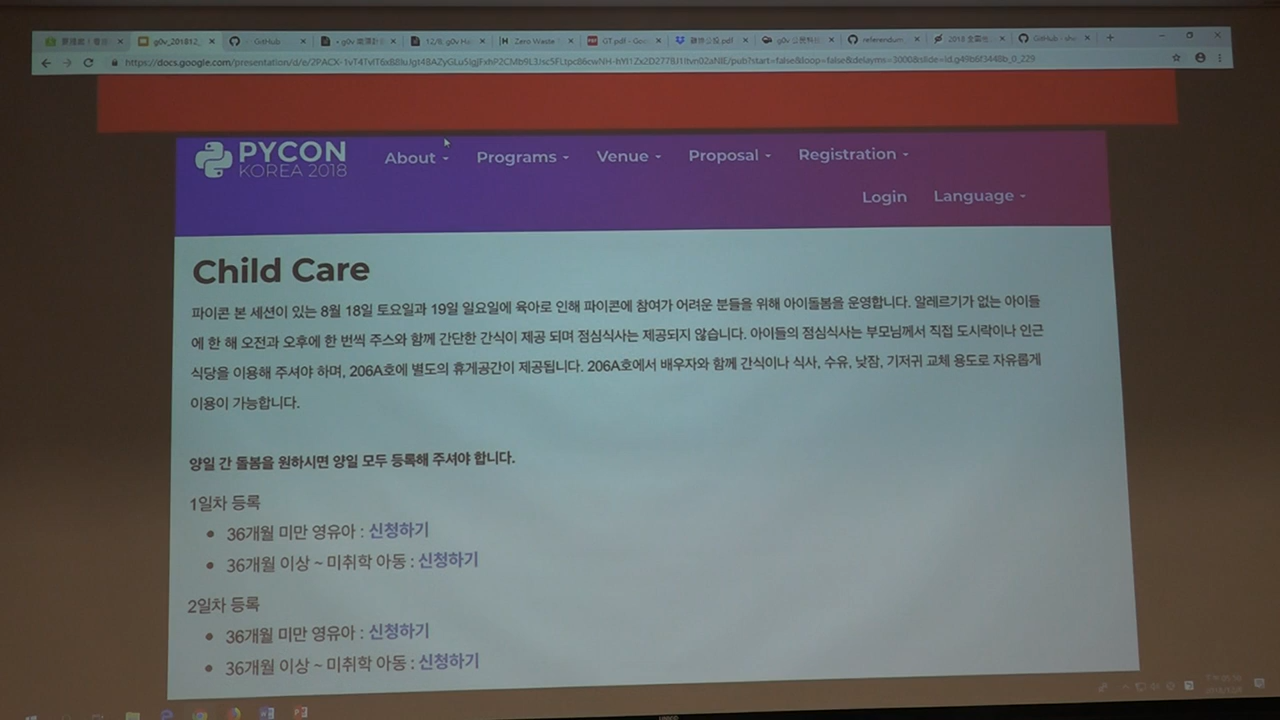 g0v_201812_
GitHub
12/8. g0v Ha
Zero Waste
GT.pdf - Goo
referendum
GitHub - sho
PYCON
KOREA 2018
About
Programs
Venue
Proposal
Registration
Login
Language
Child Care
파이콘 본 세션이 있는 8월 18일 토요일과 19일 일요일에 육아로 인해 파이콘에 참여가 어려운 분들을 위해 아이돌봄을 운영합니다. 알레르기가 없는 아이들
에 한 해 오전과 오후에 한 번씩 주스와 함께 간단한 간식이 제공 되며 점심식사는 제공되지 않습니다. 아이들의 점심식사는 부모님께서 직접 도시락이나 인근
식당을 이용해 주셔야 하며, 206A호에 별도의 휴게공간이 제공됩니다. 206A호에서 배우자와 함께 간식이나 식사, 수유, 낮잠, 기저귀 교체 용도로 자유롭게
이용이 가능합니다.
양일 간 돌봄을 원하시면 양일 모두 등록해 주셔야 합니다.
1일차 등록
36개월 미만 영유아 : 신청하기
36개월 이상 ~ 미취학 아동 : 신청하기
2일차 등록
36개월 미만 영유아 : 신청하기
36개월 이상 ~ 미취학 아동 : 신청하기